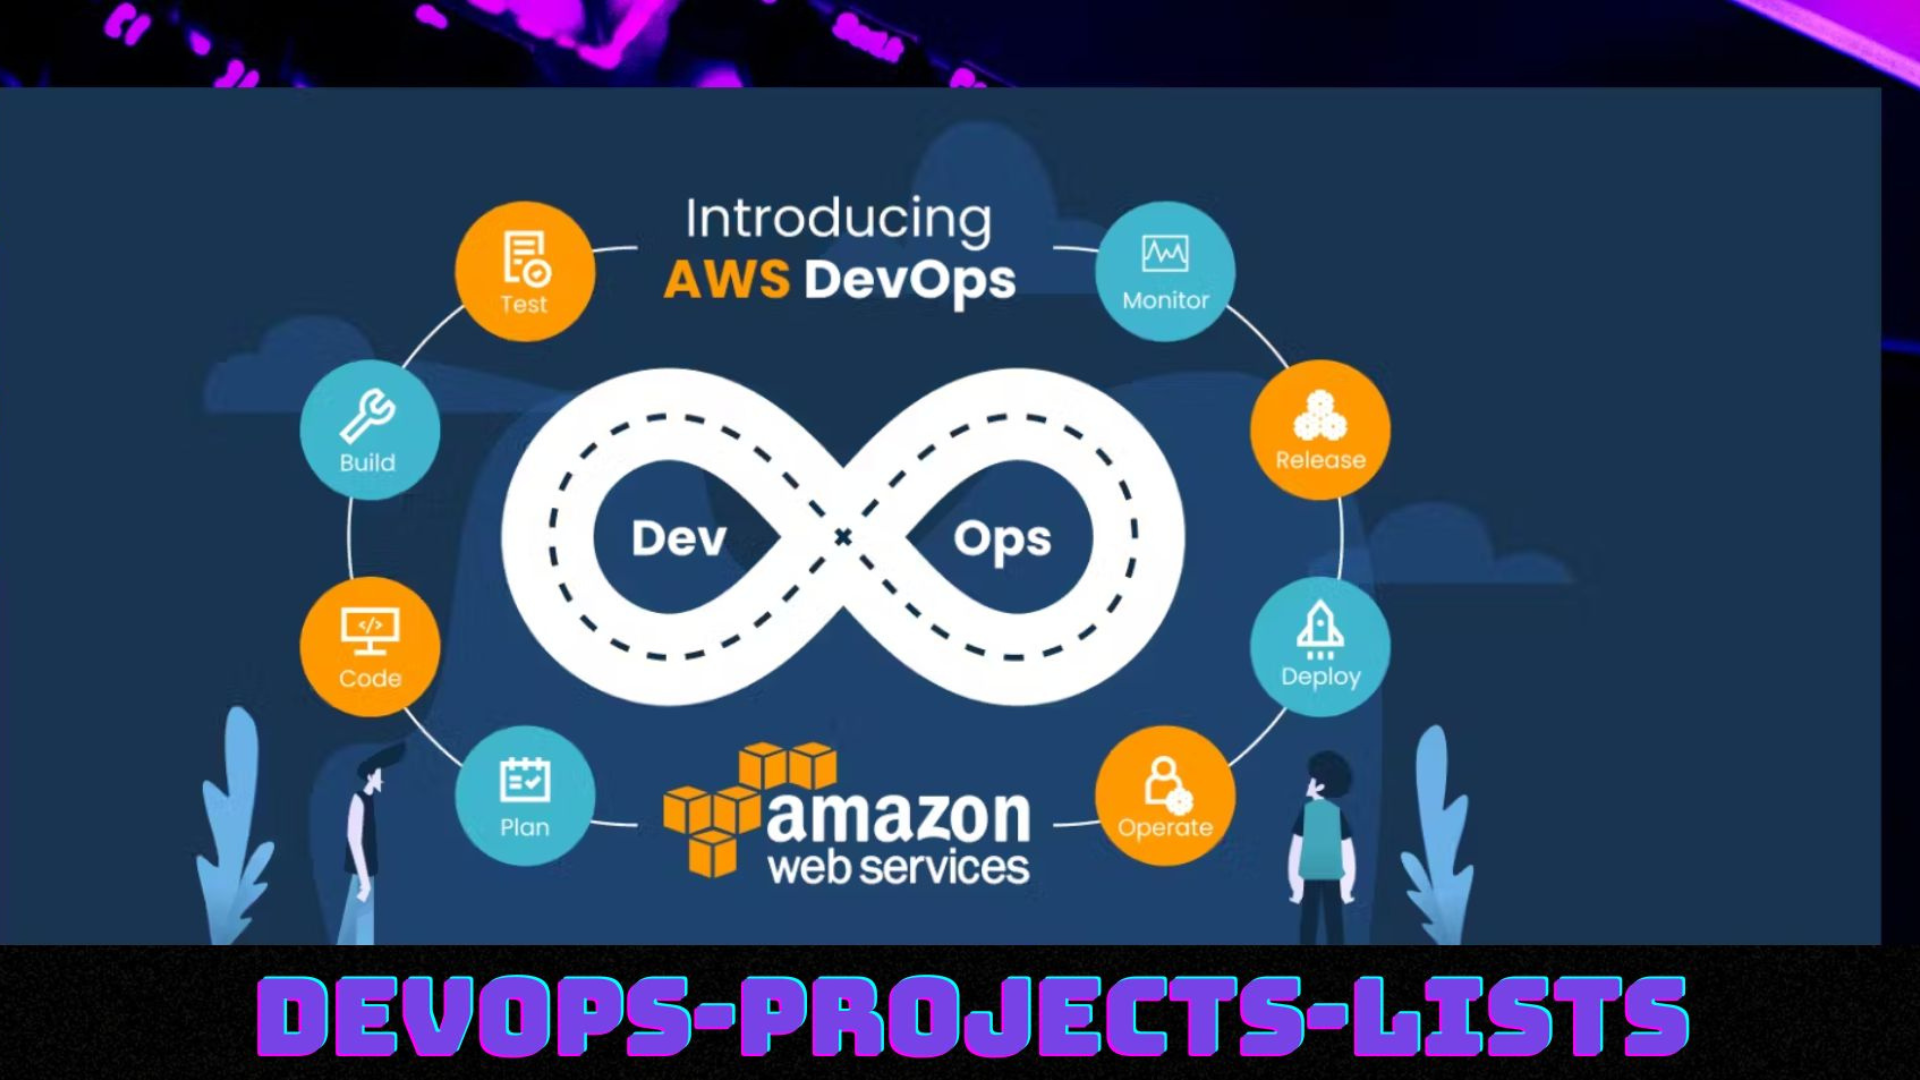 Introducing
AWS DevOps
Test
Monitor
Build
Release
Dev
Ops
</>
Code
Deploy
Plan
Operate
amazon
web services
DEVOPS-PROJECTS-LISTS